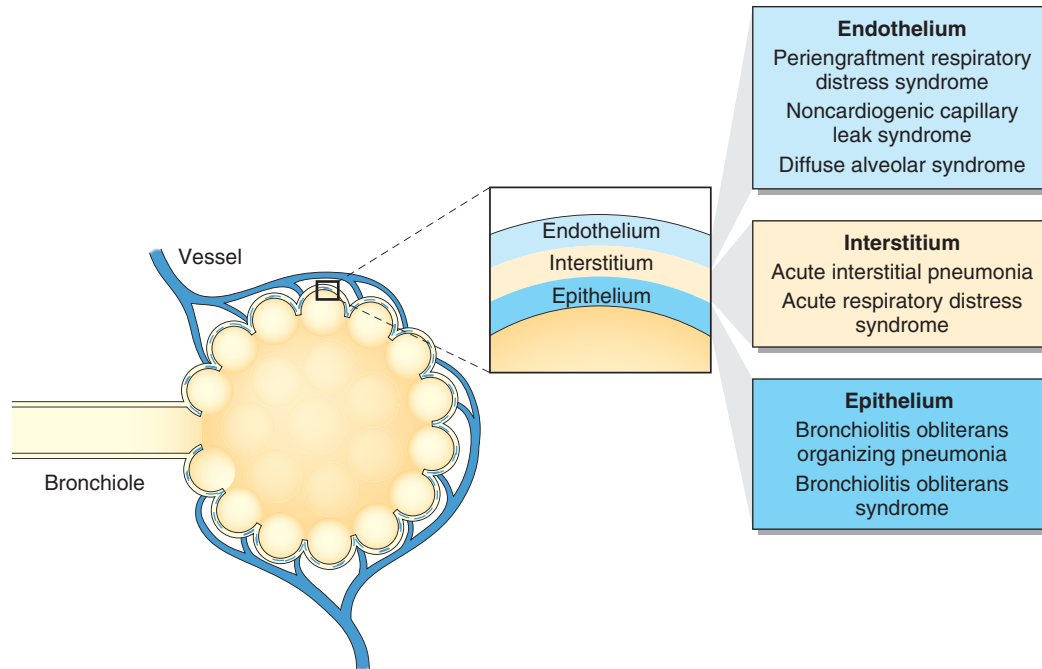 Vessel
Bronchiole
Endothelium
Interstitium
Epithelium
Endothelium
Periengraftment respiratory
distress syndrome
Noncardiogenic capillary
leak syndrome
Diffuse alveolar syndrome
Interstitium
Acute interstitial pneumonia
Acute respiratory distress
syndrome
Epithelium
Bronchiolitis obliterans
organizing pneumonia
Bronchiolitis obliterans
syndrome